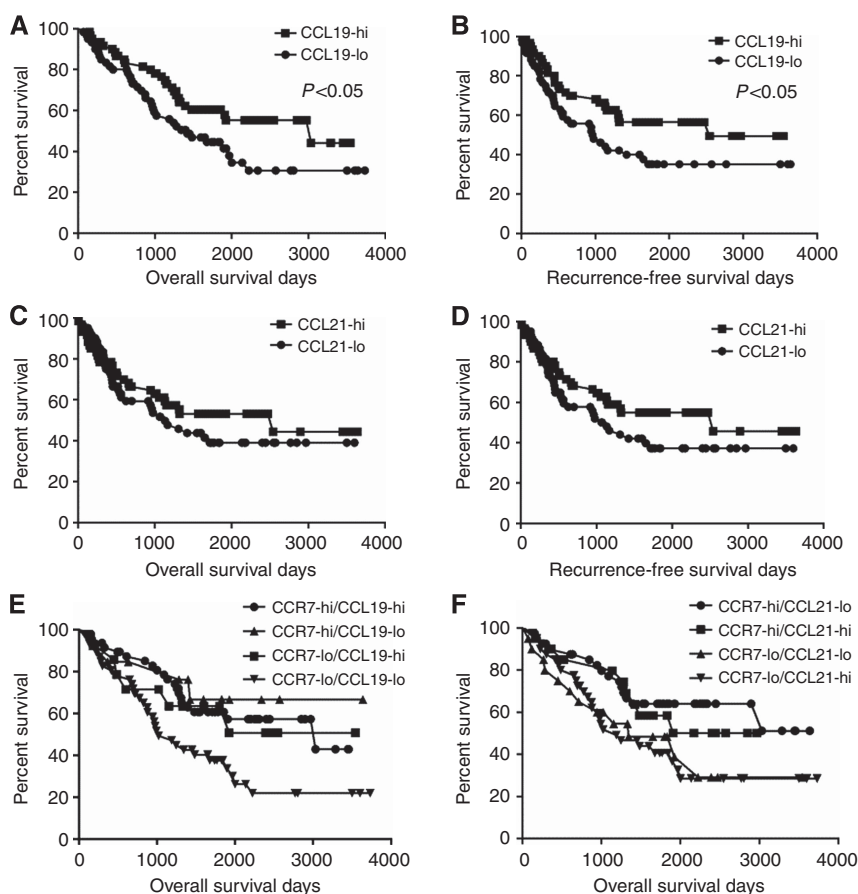 A
CCL19-hi
CCL19-lo
P<0.05
Percent survival
100
80
60
40
20
0
0 1000 2000 3000 4000
Overall survival days
B
CCL19-hi
CCL19-lo
P<0.05
Percent survival
100
80
60
40
20
0
0 1000 2000 3000 4000
Recurrence-free survival days
C
CCL21-hi
CCL21-lo
Percent survival
100
80
60
40
20
0
0 1000 2000 3000 4000
Overall survival days
D
CCL21-hi
CCL21-lo
Percent survival
100
80
60
40
20
0
0 1000 2000 3000 4000
Recurrence-free survival days
E
CCR7-hi/CCL19-hi
CCR7-hi/CCL19-lo
CCR7-lo/CCL19-hi
CCR7-lo/CCL19-lo
Percent survival
100
80
60
40
20
0
0 1000 2000 3000 4000
Overall survival days
F
CCR7-hi/CCL21-lo
CCR7-hi/CCL21-hi
CCR7-lo/CCL21-lo
CCR7-lo/CCL21-hi
Percent survival
100
80
60
40
20
0
0 1000 2000 3000 4000
Overall survival days